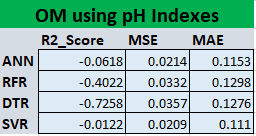 OM using pH Indexes
R2_Score MSE MAE
ANN -0.0618 0.0214 0.1153
RFR -0.4022 0.0332 0.1298
DTR -0.7258 0.0357 0.1276
SVR -0.0122 0.0209 0.111